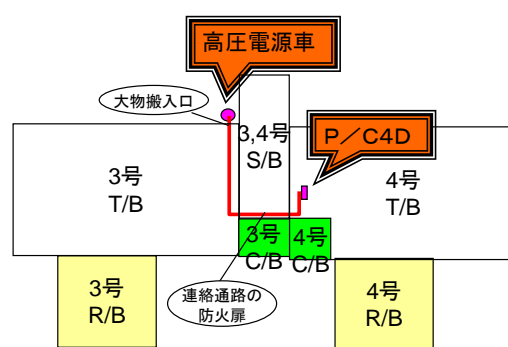 高圧電源車
大物搬入口
3,4号
S/B
P／C4D
3号
T/B
4号
T/B
3号
C/B
4号
C/B
3号
R/B
連絡通路の
防火扉
4号
R/B